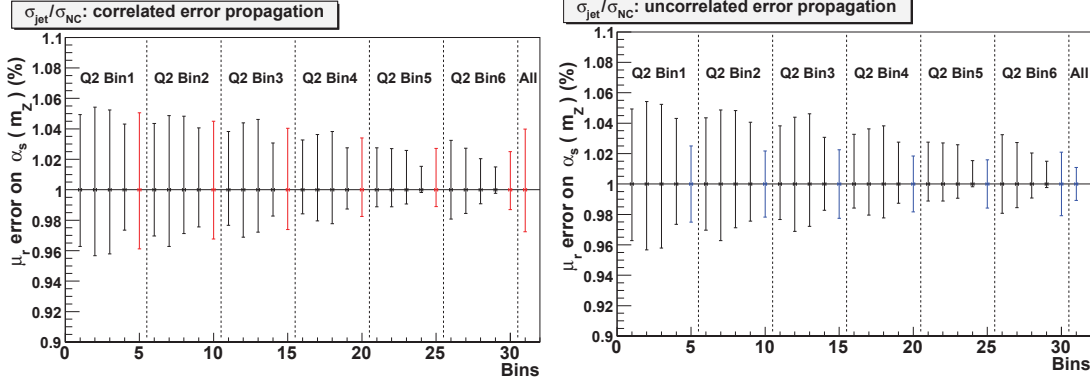 σjet/σNC: correlated error propagation
μr error on αs ( mZ ) (%)
1.1
1.08
1.06
1.04
1.02
1
0.98
0.96
0.94
0.92
0.9
Q2 Bin1 Q2 Bin2 Q2 Bin3 Q2 Bin4 Q2 Bin5 Q2 Bin6 All
0 5 10 15 20 25 30
Bins
σjet/σNC: uncorrelated error propagation
μr error on αs ( mZ ) (%)
1.1
1.08
1.06
1.04
1.02
1
0.98
0.96
0.94
0.92
0.9
Q2 Bin1 Q2 Bin2 Q2 Bin3 Q2 Bin4 Q2 Bin5 Q2 Bin6 All
0 5 10 15 20 25 30
Bins